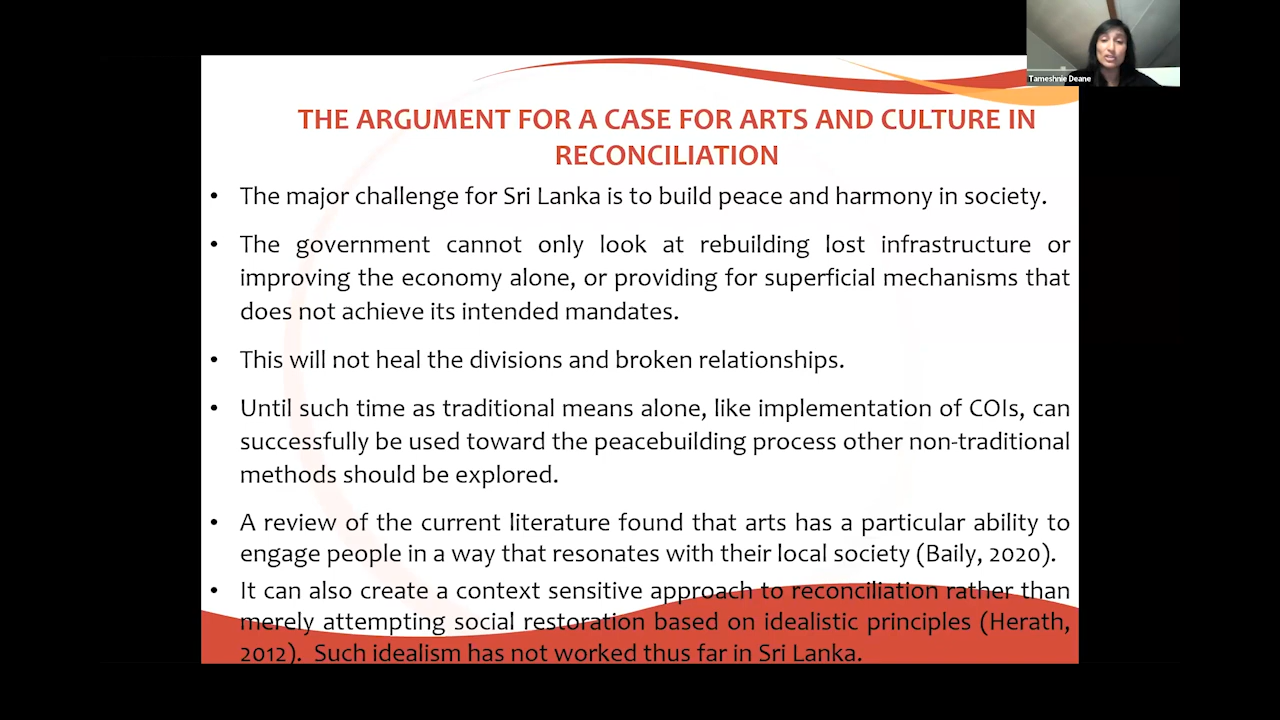 Tameshnie Deane
THE ARGUMENT FOR A CASE FOR ARTS AND CULTURE IN
RECONCILIATION
• The major challenge for Sri Lanka is to build peace and harmony in society.
• The government cannot only look at rebuilding lost infrastructure or
improving the economy alone, or providing for superficial mechanisms that
does not achieve its intended mandates.
• This will not heal the divisions and broken relationships.
• Until such time as traditional means alone, like implementation of COIs, can
successfully be used toward the peacebuilding process other non-traditional
methods should be explored.
• A review of the current literature found that arts has a particular ability to
engage people in a way that resonates with their local society (Baily, 2020).
• It can also create a context sensitive approach to reconciliation rather than
merely attempting social restoration based on idealistic principles (Herath,
2012). Such idealism has not worked thus far in Sri Lanka.